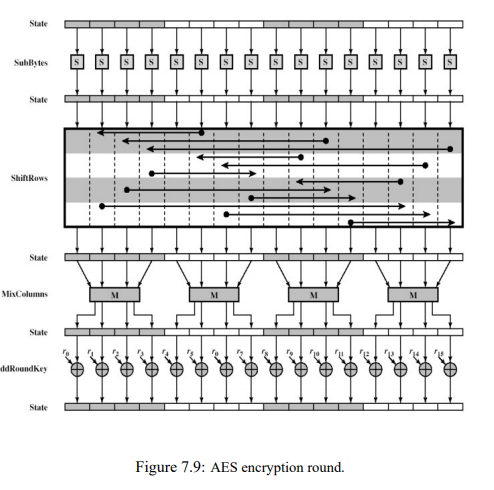 State
SubBytes S S S S S S S S S S S S S S S S
State
ShiftRows
State
MixColumns M M M M
State
r₀ r₁ r₂ r₃ r₄ r₅ r₆ r₇ r₈ r₉ r₁₀ r₁₁ r₁₂ r₁₃ r₁₄ r₁₅
ddRoundKey
State
Figure 7.9: AES encryption round.